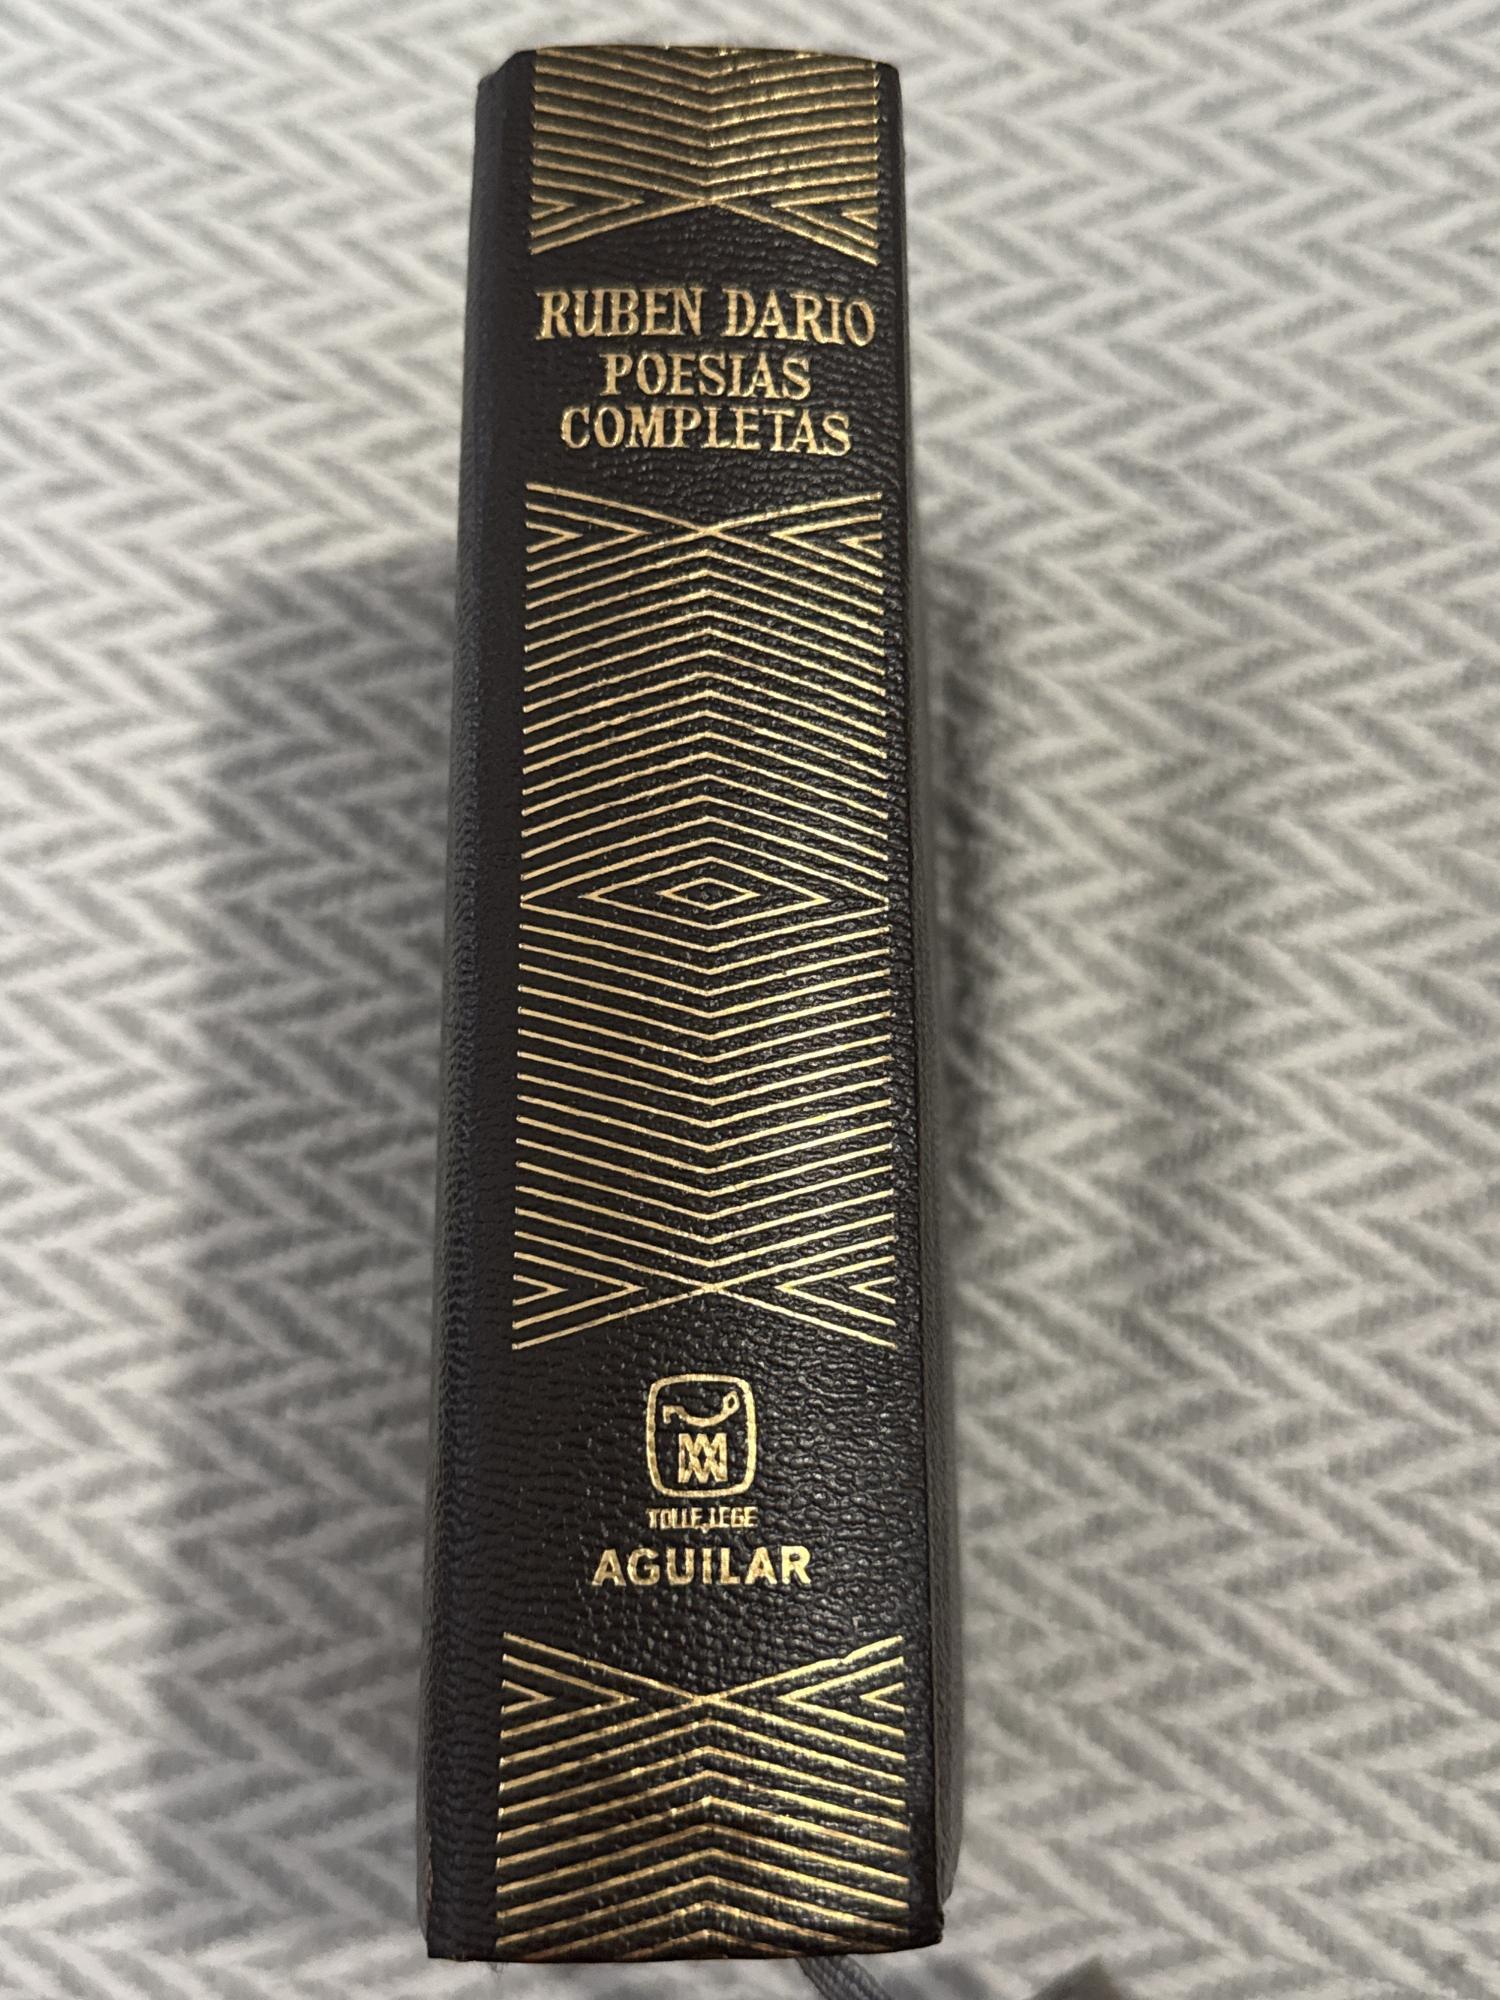 RUBEN DARIO
POESIAS
COMPLETAS
TOLLE, LEGE
AGUILAR